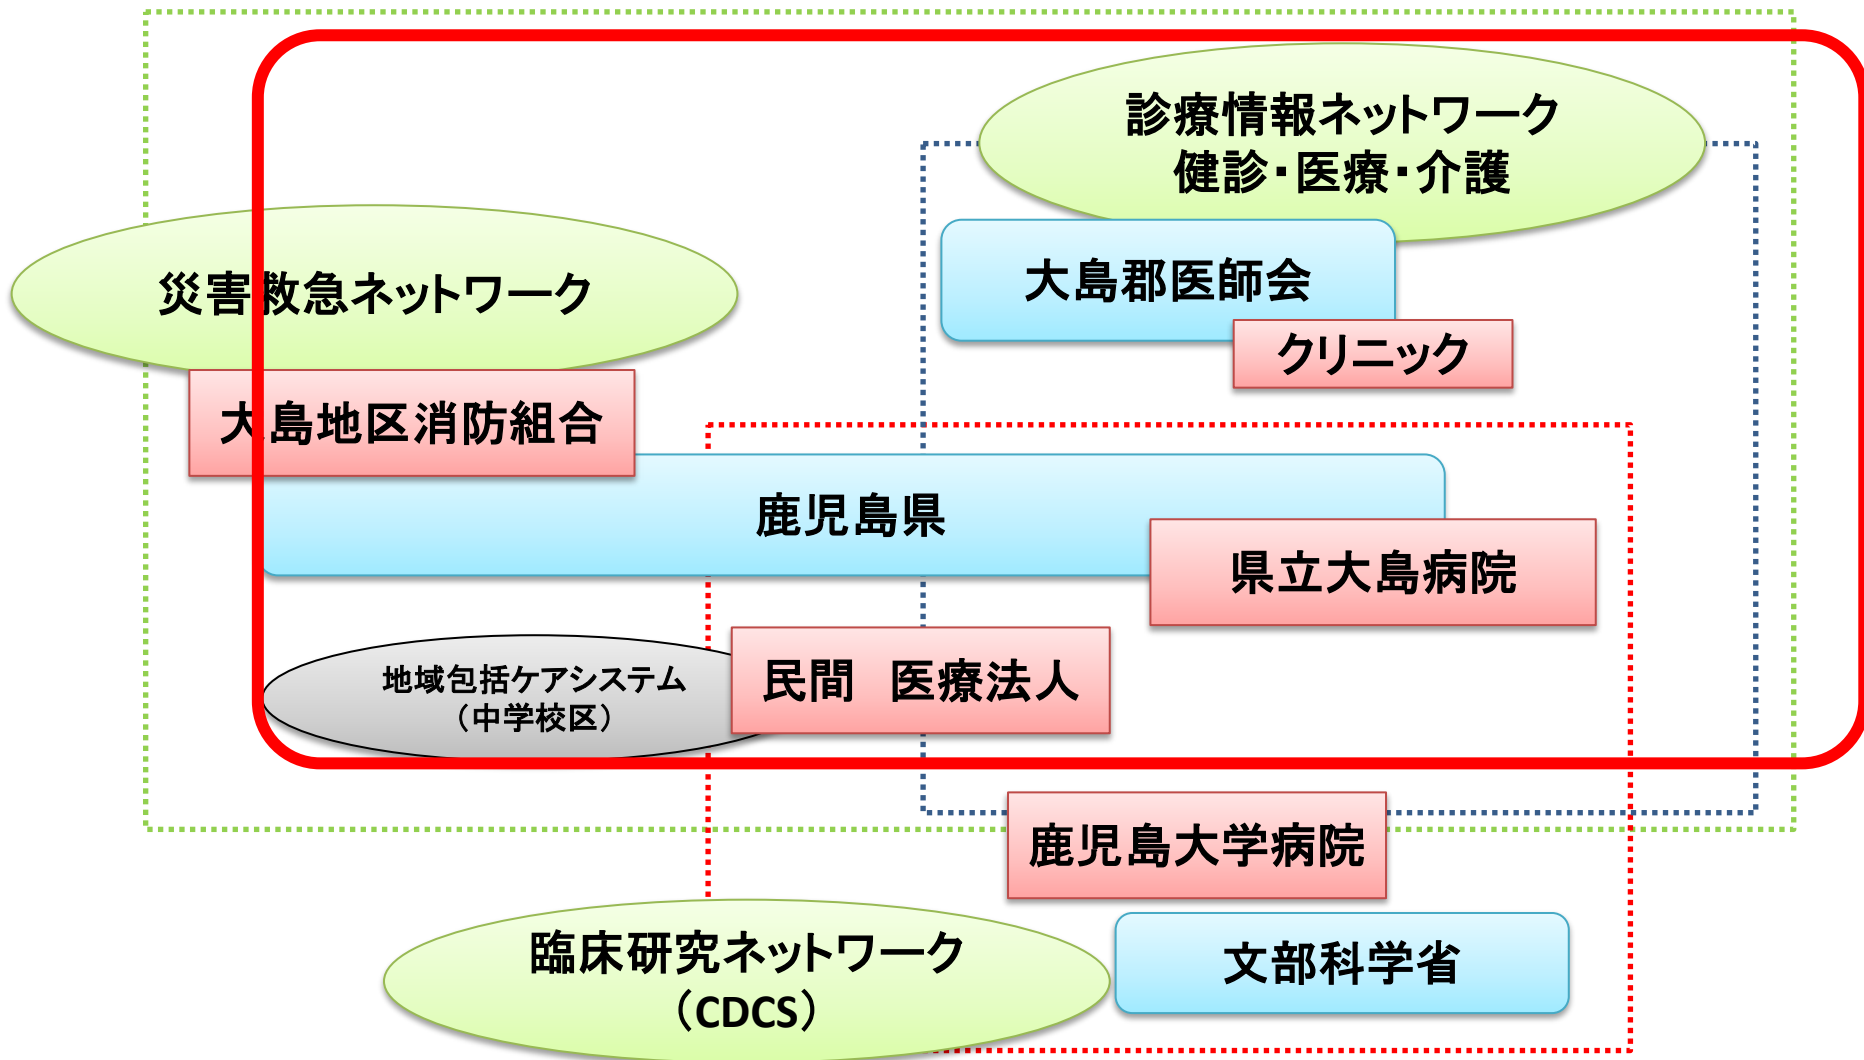 診療情報ネットワーク
健診・医療・介護
災害救急ネットワーク
大島郡医師会
クリニック
大島地区消防組合
鹿児島県
県立大島病院
地域包括ケアシステム
（中学校区）
民間　医療法人
鹿児島大学病院
臨床研究ネットワーク
（CDCS）
文部科学省